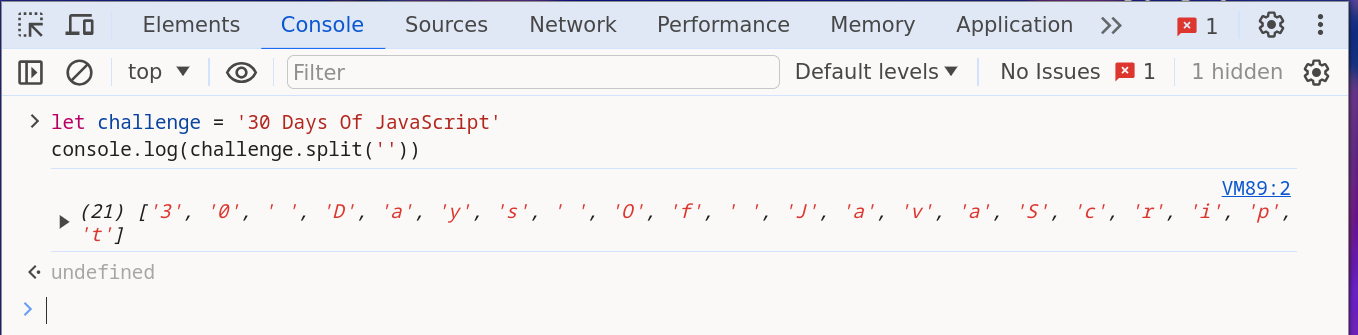 Elements Console Sources Network Performance Memory Application 1
top Filter Default levels No Issues 1 1 hidden
let challenge = '30 Days Of JavaScript'
console.log(challenge.split(''))
VM89:2
(21) ['3', '0', ' ', 'D', 'a', 'y', 's', ' ', 'O', 'f', ' ', 'J', 'a', 'v', 'a', 'S', 'c', 'r', 'i', 'p',
't']
undefined